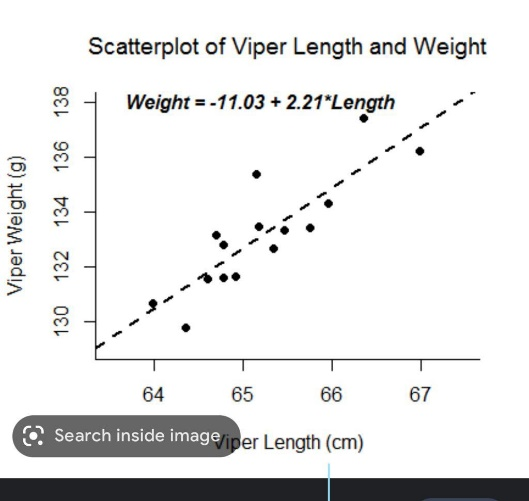 Scatterplot of Viper Length and Weight
Weight = -11.03 + 2.21*Length
138
136
134
132
130
Viper Weight (g)
64 65 66 67
Viper Length (cm)
Search inside image